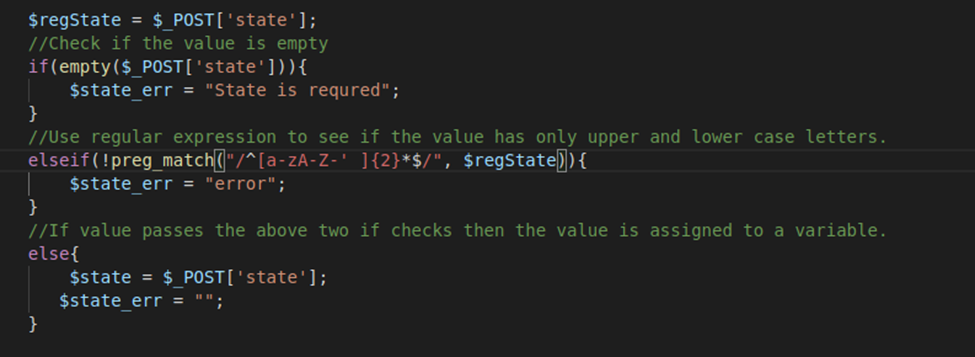 $regState = $_POST['state'];
//Check if the value is empty
if(empty($_POST['state'])){
$state_err = "State is requred";
}
//Use regular expression to see if the value has only upper and lower case letters.
elseif(!preg_match("/^[a-zA-Z-' ]{2}*$/", $regState)){
$state_err = "error";
}
//If value passes the above two if checks then the value is assigned to a variable.
else{
$state = $_POST['state'];
$state_err = "";
}